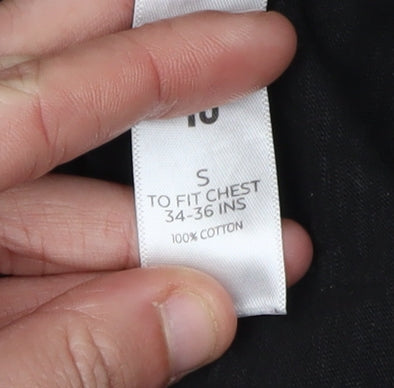 S
TO FIT CHEST
34-36 INS
100% COTTON